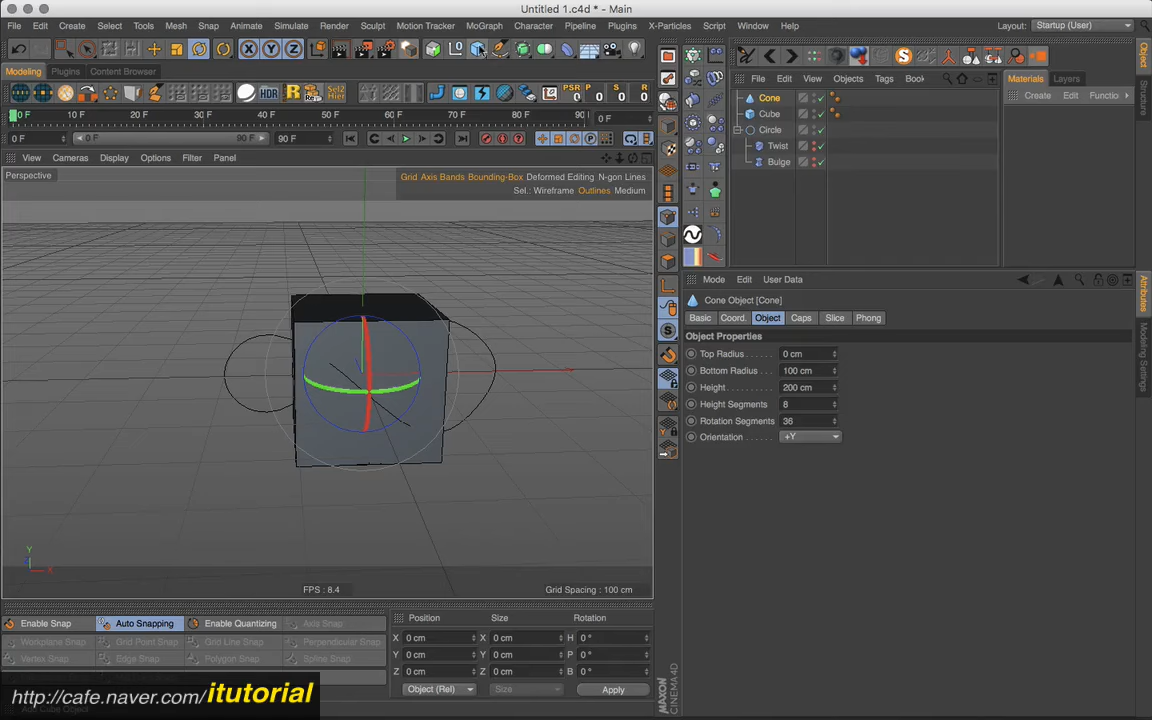 Untitled 1.c4d * - Main
File Edit Create Select Tools Mesh Snap Animate Simulate Render Sculpt Motion Tracker MoGraph Character Pipeline Plugins X-Particles Script Window Help
Layout: Startup (User)
Modeling Plugins Content Browser
HDR
PSR
0 F 10 F 20 F 30 F 40 F 50 F 60 F 70 F 80 F
0 F
0 F 0 F 90 F 90 F
View Cameras Display Options Filter Panel
Perspective
Grid Axis Bands Bounding-Box Deformed Editing N-gon Lines
Sel.: Wireframe Outlines Medium
FPS : 8.4
Grid Spacing : 100 cm
Y
X
File Edit View Objects Tags Book
Cone
Cube
Circle
Twist
Bulge
Materials Layers
Create Edit Functio
Object
Structure
Attributes
Modeling Settings
Mode Edit User Data
Cone Object [Cone]
Basic Coord. Object Caps Slice Phong
Object Properties
Top Radius 0 cm
Bottom Radius 100 cm
Height 200 cm
Height Segments 8
Rotation Segments 36
Orientation +Y
Enable Snap Auto Snapping Enable Quantizing Axis Snap
Workplane Snap Grid Point Snap Grid Line Snap Perpendicular Snap
Vertex Snap Edge Snap Polygon Snap Spline Snap
Position Size Rotation
X 0 cm X 0 cm H 0 °
Y 0 cm Y 0 cm P 0 °
Z 0 cm Z 0 cm B 0 °
Object (Rel) Size Apply
MAXON CINEMA 4D
http://cafe.naver.com/itutorial